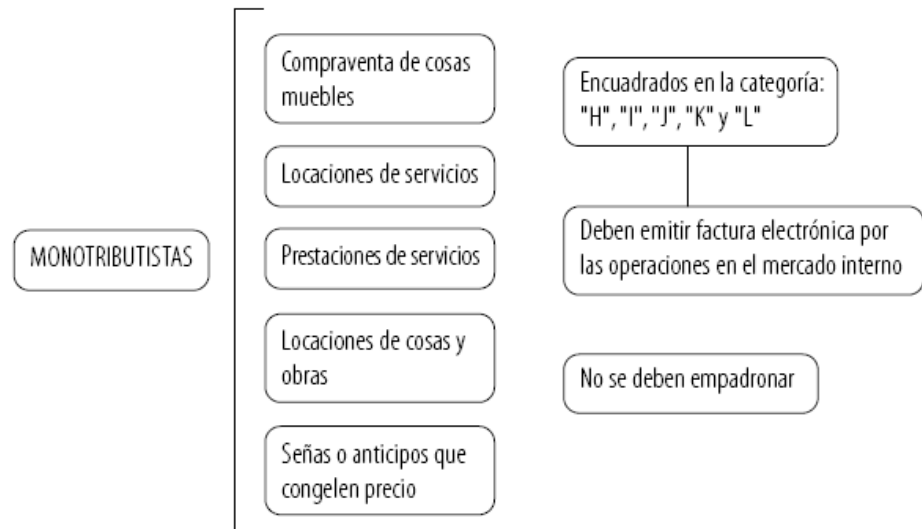 MONOTRIBUTISTAS
Compraventa de cosas
muebles
Locaciones de servicios
Prestaciones de servicios
Locaciones de cosas y
obras
Señas o anticipos que
congelen precio
Encuadrados en la categoría:
"H", "I", "J", "K" y "L"
Deben emitir factura electrónica por
las operaciones en el mercado interno
No se deben empadronar